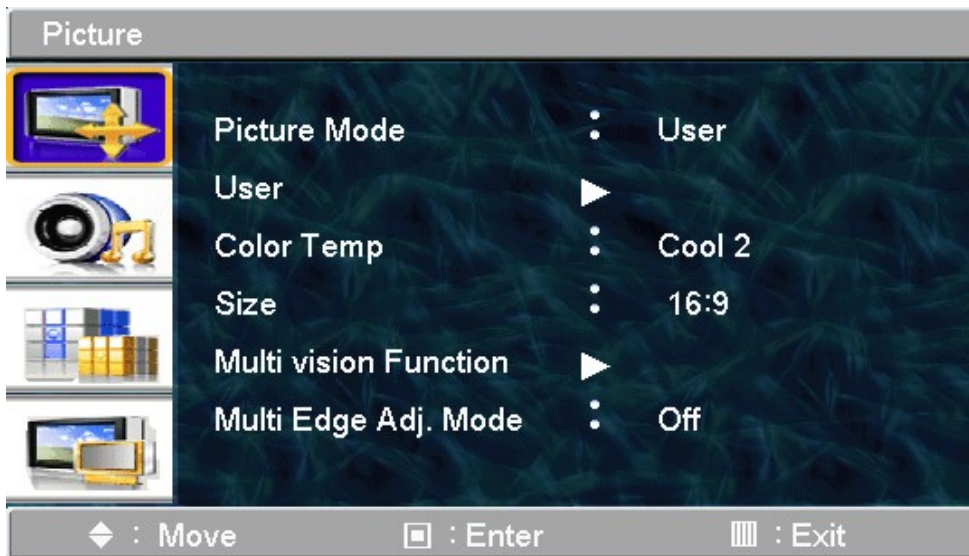 Picture
Picture Mode : User
User ▶
Color Temp : Cool 2
Size : 16:9
Multi vision Function ▶
Multi Edge Adj. Mode : Off
: Move : Enter : Exit